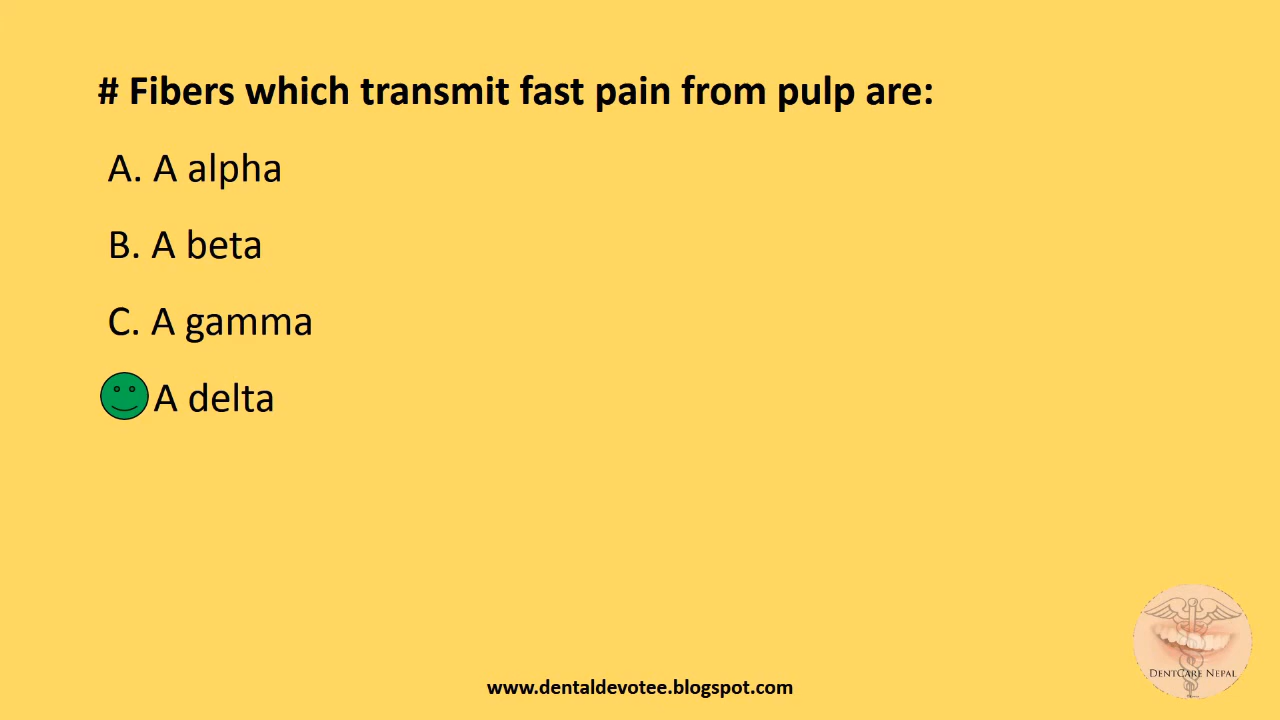 # Fibers which transmit fast pain from pulp are:
A. A alpha
B. A beta
C. A gamma
A delta
DENTCARE NEPAL
www.dentaldevotee.blogspot.com